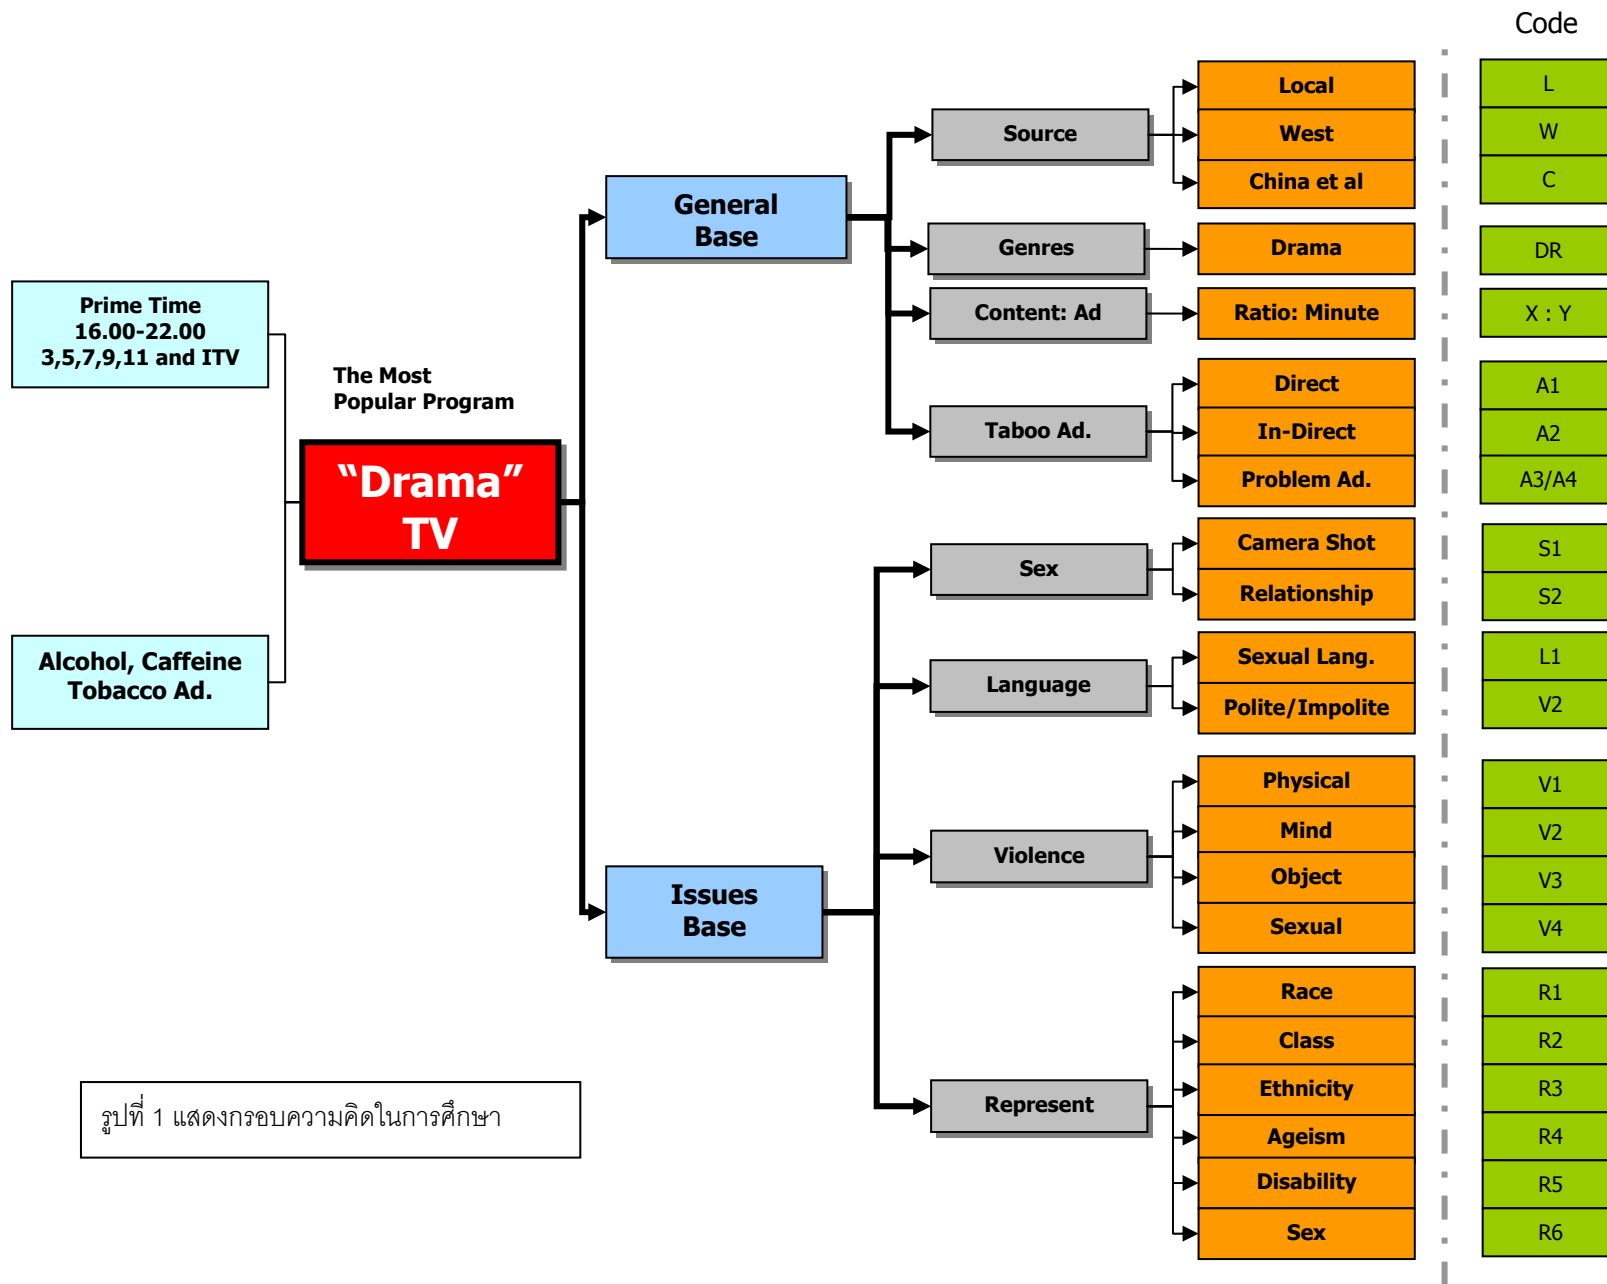 Code
Prime Time
16.00-22.00
3,5,7,9,11 and ITV
The Most
Popular Program
“Drama”
TV
Alcohol, Caffeine
Tobacco Ad.
General
Base
Issues
Base
Source
Local
L
West
W
China et al
C
Genres
Drama
DR
Content: Ad
Ratio: Minute
X : Y
Taboo Ad.
Direct
A1
In-Direct
A2
Problem Ad.
A3/A4
Sex
Camera Shot
S1
Relationship
S2
Language
Sexual Lang.
L1
Polite/Impolite
V2
Violence
Physical
V1
Mind
V2
Object
V3
Sexual
V4
Represent
Race
R1
Class
R2
Ethnicity
R3
Ageism
R4
Disability
R5
Sex
R6
รูปที่ 1 แสดงกรอบความคิดในการศึกษา